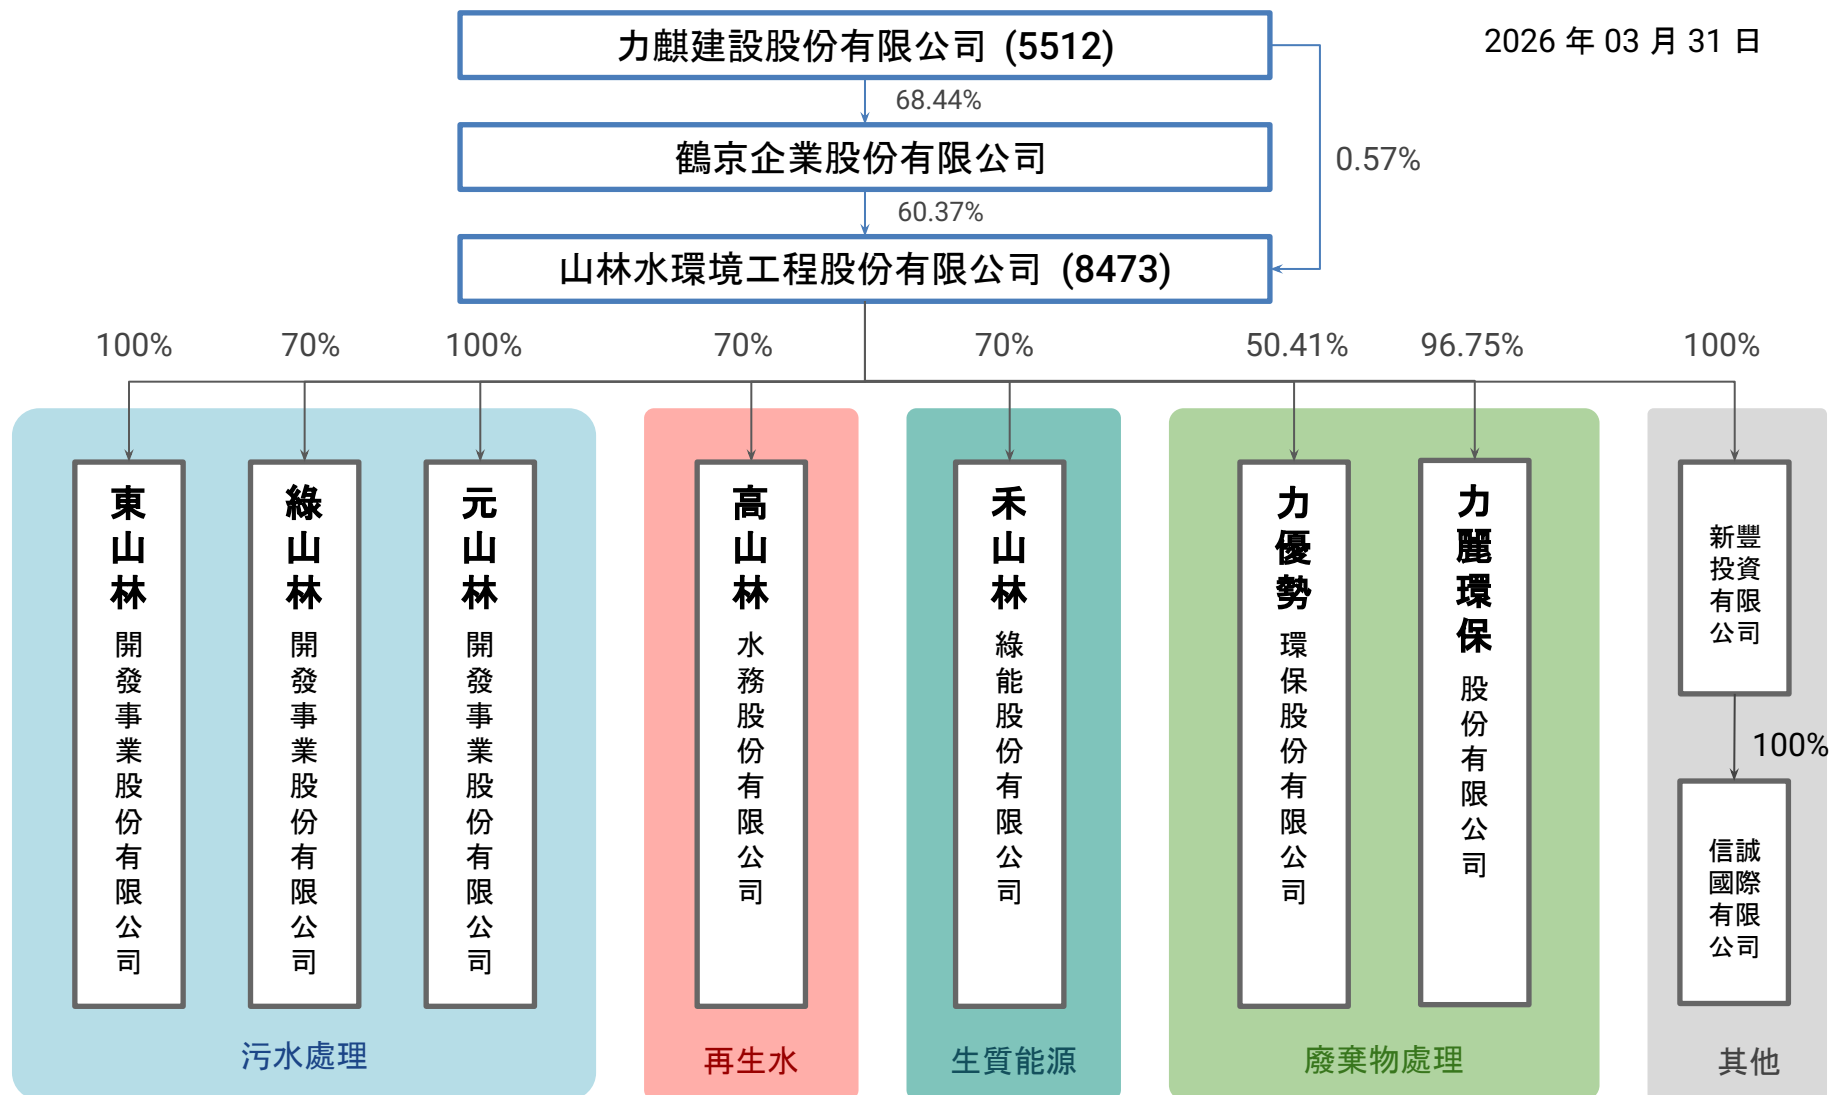 力麒建設股份有限公司 (5512)
2026 年 03 月 31 日
68.44%
鶴京企業股份有限公司
0.57%
60.37%
山林水環境工程股份有限公司 (8473)
100%
70%
100%
70%
70%
50.41%
96.75%
100%
東山林開發事業股份有限公司
綠山林開發事業股份有限公司
元山林開發事業股份有限公司
高山林水務股份有限公司
禾山林綠能股份有限公司
力優勢環保股份有限公司
力麗環保股份有限公司
新豐
投資
有限
公司
100%
信誠
國際
有限
公司
污水處理
再生水
生質能源
廢棄物處理
其他